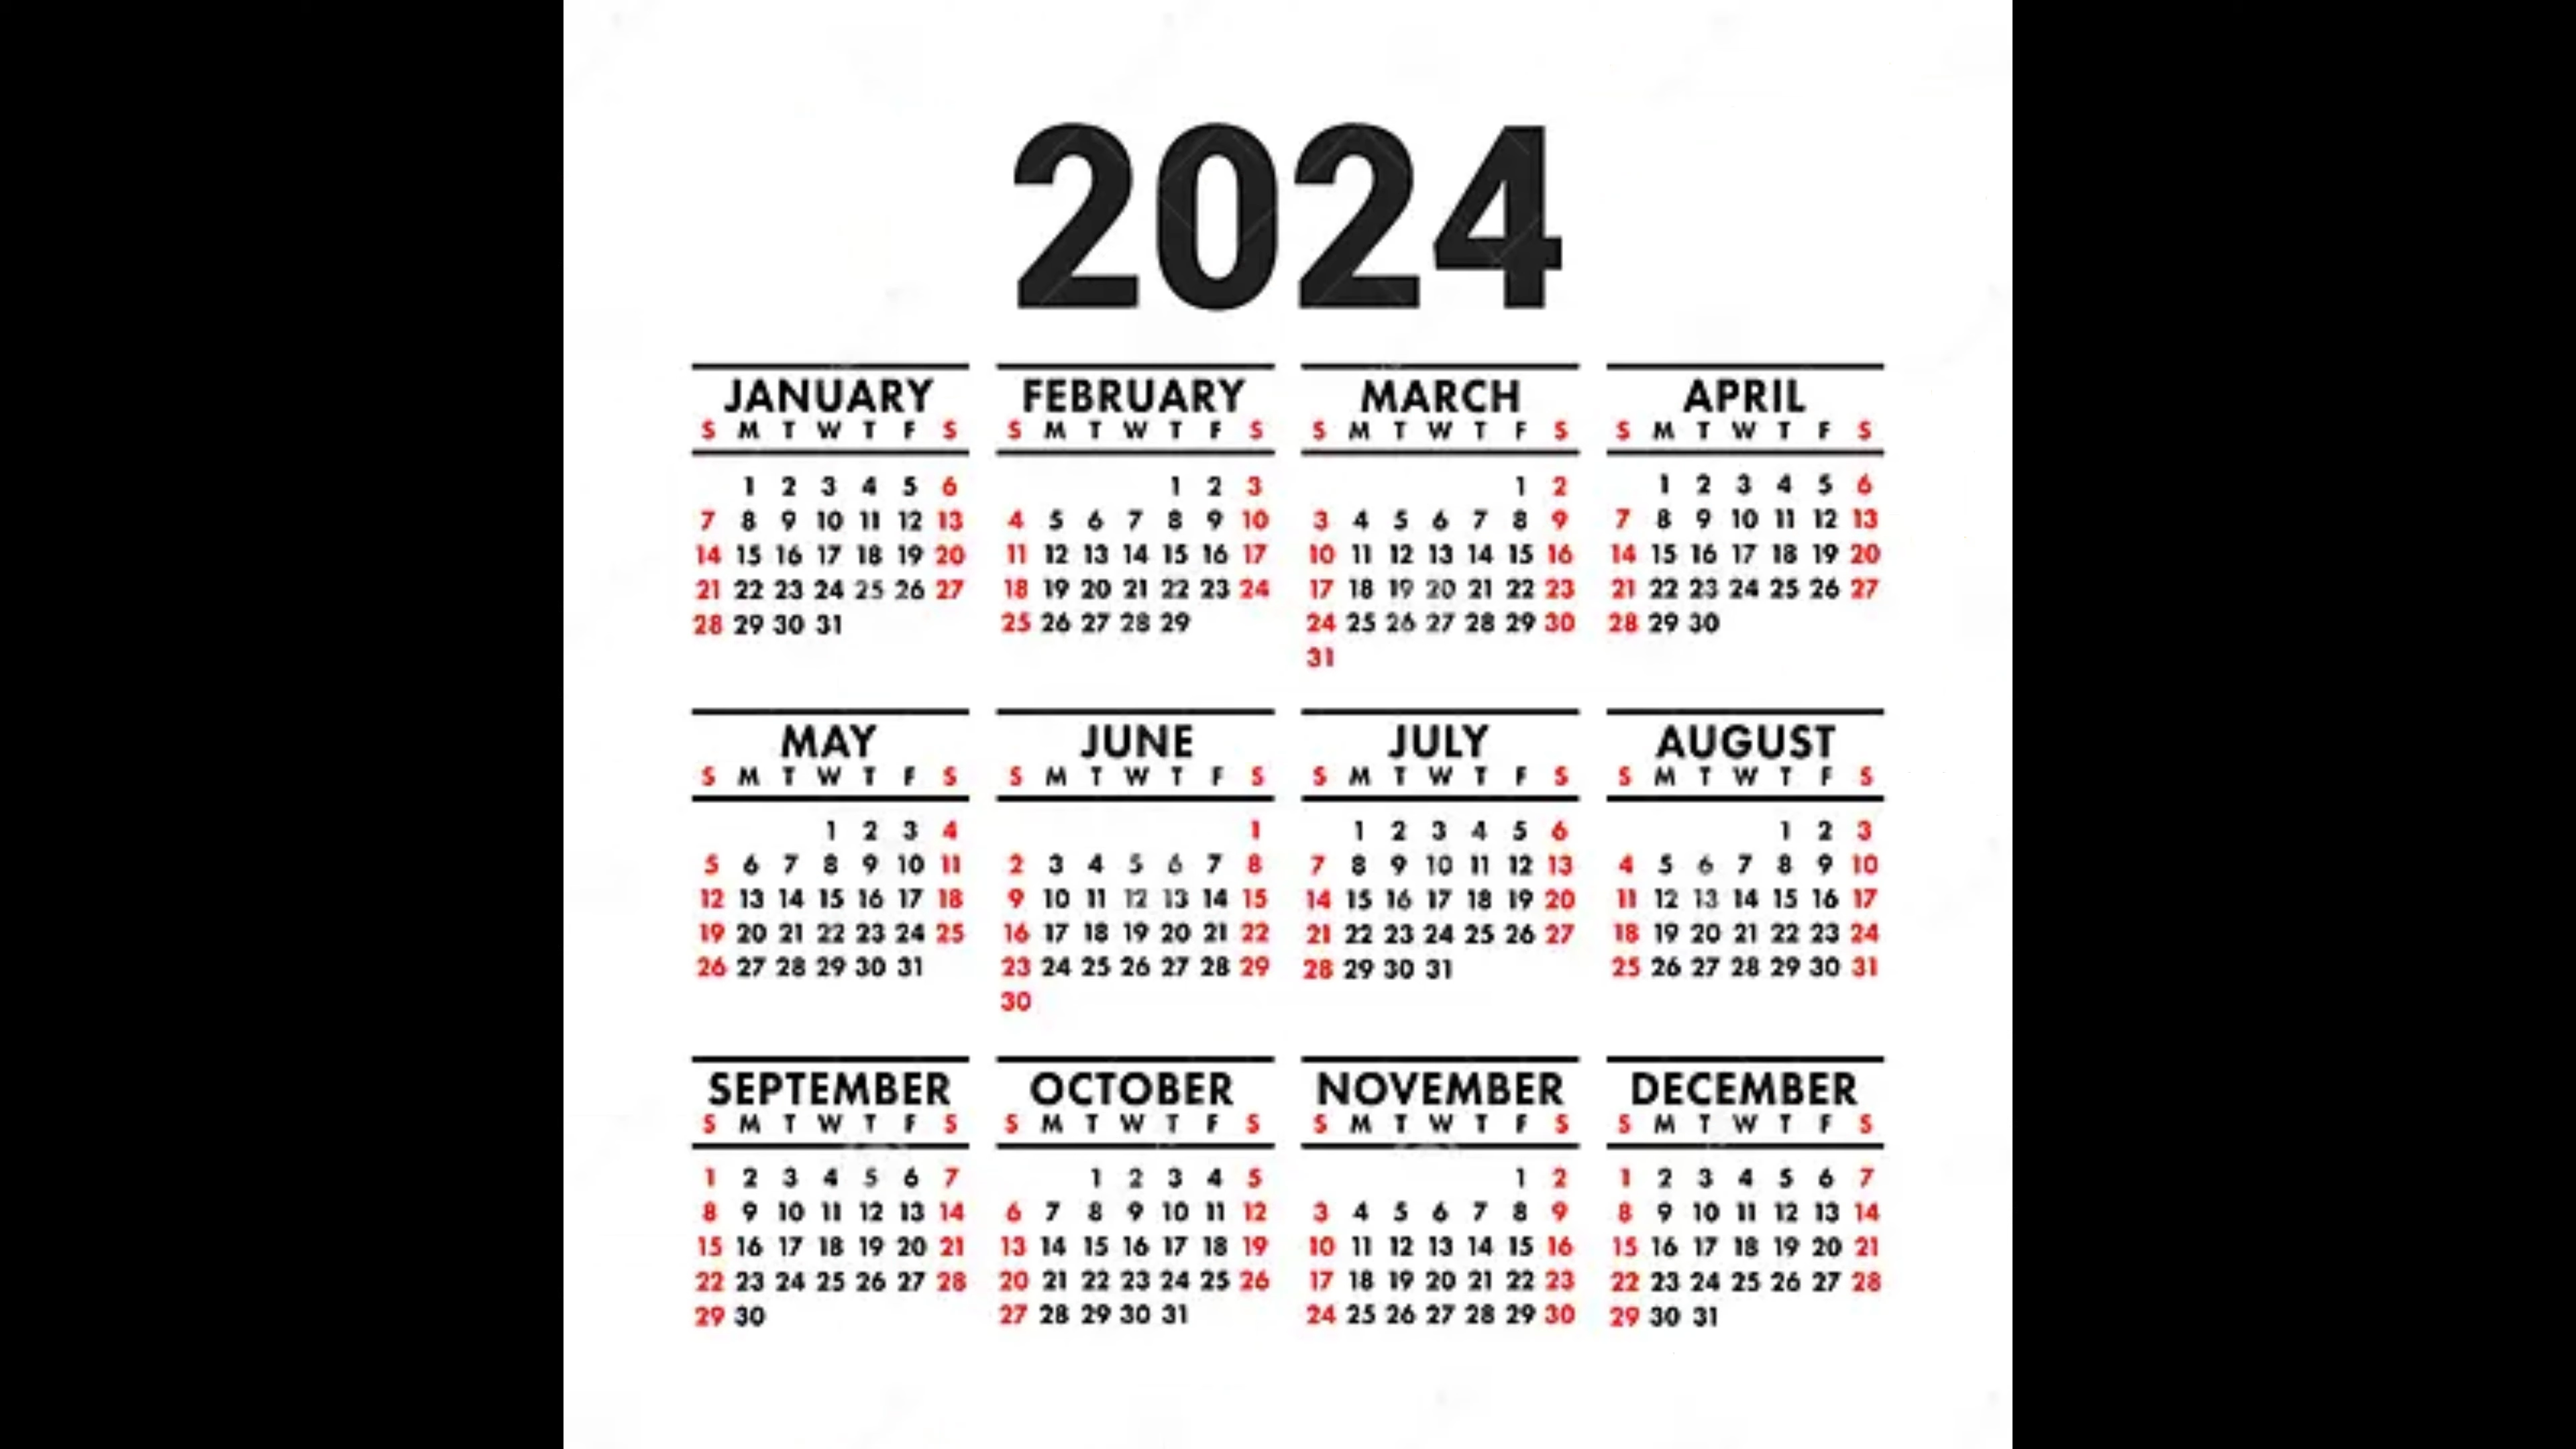 2024
JANUARY
S M T W T F S
1 2 3 4 5 6
7 8 9 10 11 12 13
14 15 16 17 18 19 20
21 22 23 24 25 26 27
28 29 30 31
FEBRUARY
S M T W T F S
1 2 3
4 5 6 7 8 9 10
11 12 13 14 15 16 17
18 19 20 21 22 23 24
25 26 27 28 29
MARCH
S M T W T F S
1 2
3 4 5 6 7 8 9
10 11 12 13 14 15 16
17 18 19 20 21 22 23
24 25 26 27 28 29 30
31
APRIL
S M T W T F S
1 2 3 4 5 6
7 8 9 10 11 12 13
14 15 16 17 18 19 20
21 22 23 24 25 26 27
28 29 30
MAY
S M T W T F S
1 2 3 4
5 6 7 8 9 10 11
12 13 14 15 16 17 18
19 20 21 22 23 24 25
26 27 28 29 30 31
JUNE
S M T W T F S
1
2 3 4 5 6 7 8
9 10 11 12 13 14 15
16 17 18 19 20 21 22
23 24 25 26 27 28 29
30
JULY
S M T W T F S
1 2 3 4 5 6
7 8 9 10 11 12 13
14 15 16 17 18 19 20
21 22 23 24 25 26 27
28 29 30 31
AUGUST
S M T W T F S
1 2 3
4 5 6 7 8 9 10
11 12 13 14 15 16 17
18 19 20 21 22 23 24
25 26 27 28 29 30 31
SEPTEMBER
S M T W T F S
1 2 3 4 5 6 7
8 9 10 11 12 13 14
15 16 17 18 19 20 21
22 23 24 25 26 27 28
29 30
OCTOBER
S M T W T F S
1 2 3 4 5
6 7 8 9 10 11 12
13 14 15 16 17 18 19
20 21 22 23 24 25 26
27 28 29 30 31
NOVEMBER
S M T W T F S
1 2
3 4 5 6 7 8 9
10 11 12 13 14 15 16
17 18 19 20 21 22 23
24 25 26 27 28 29 30
DECEMBER
S M T W T F S
1 2 3 4 5 6 7
8 9 10 11 12 13 14
15 16 17 18 19 20 21
22 23 24 25 26 27 28
29 30 31